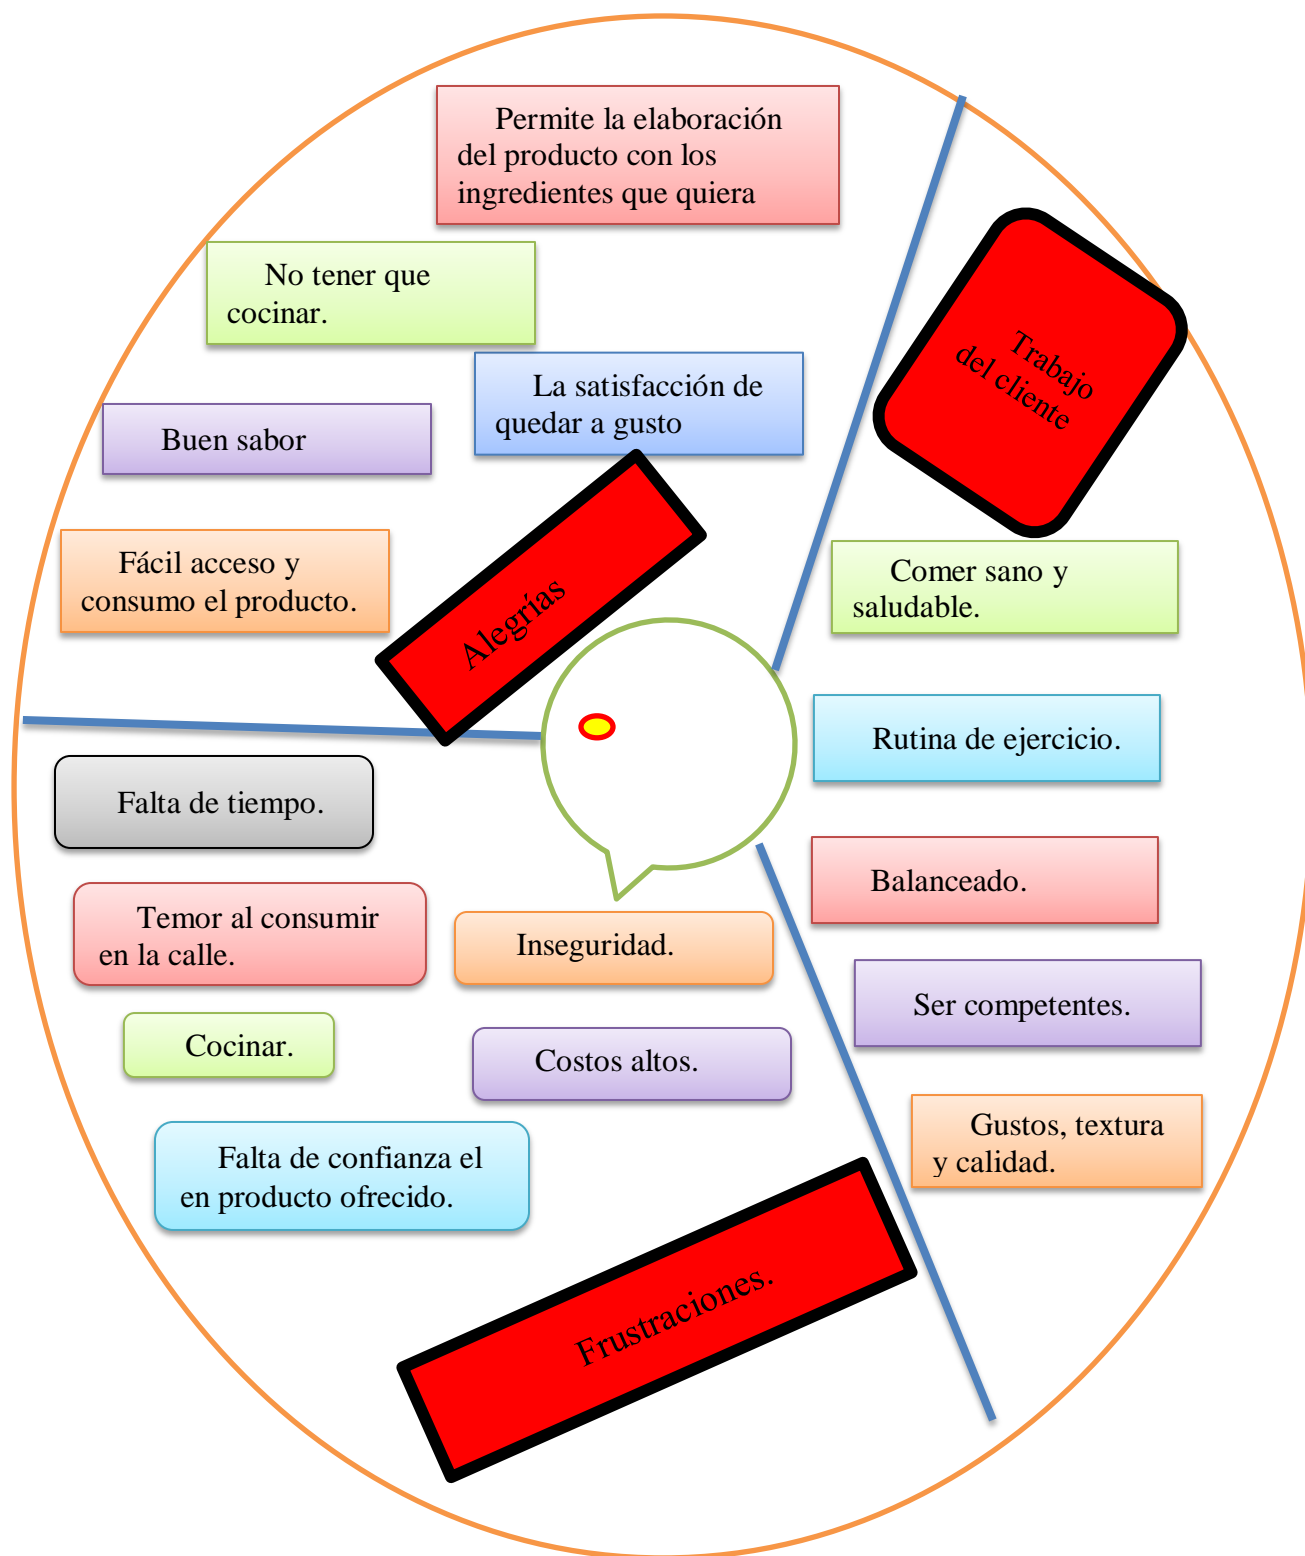 Permite la elaboración
del producto con los
ingredientes que quiera
No tener que
cocinar.
La satisfacción de
quedar a gusto
Buen sabor
Fácil acceso y
consumo el producto.
Alegrías
Trabajo
del cliente
Comer sano y
saludable.
Rutina de ejercicio.
Balanceado.
Ser competentes.
Gustos, textura
y calidad.
Falta de tiempo.
Temor al consumir
en la calle.
Inseguridad.
Cocinar.
Costos altos.
Falta de confianza el
en producto ofrecido.
Frustraciones.